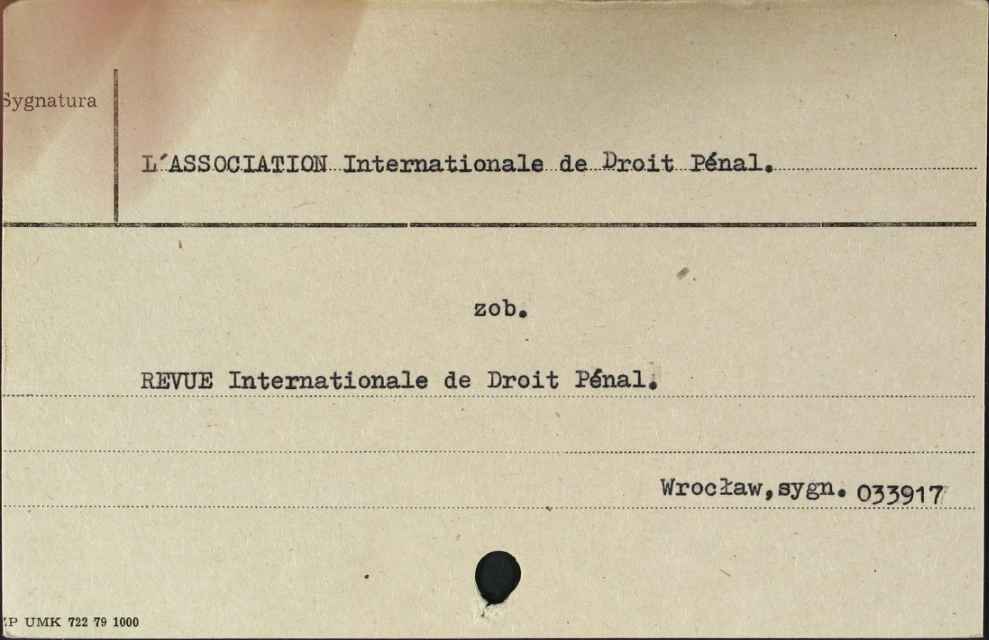 Sygnatura
L'ASSOCIATION Internationale de Droit Pénal.
zob.
REVUE Internationale de Droit Pénal.
Wrocław,sygn. 033917
ZP UMK 722 79 1000